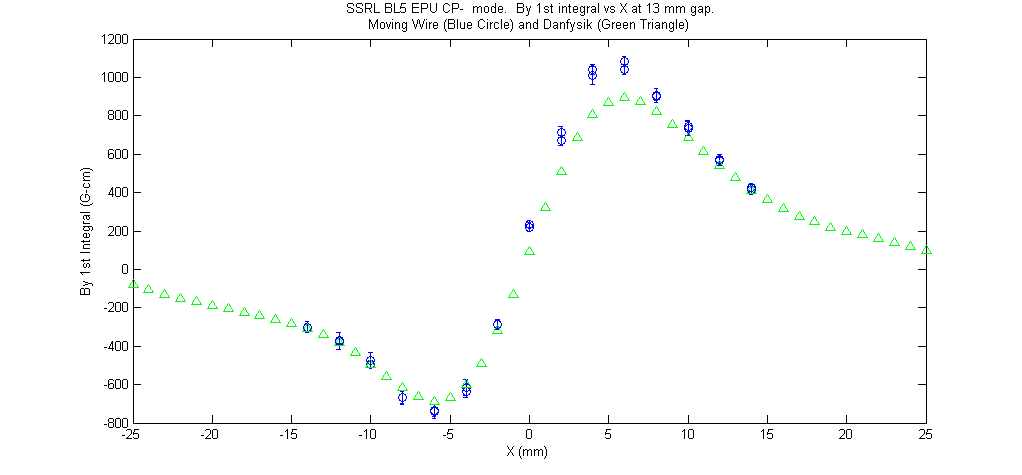 SSRL BL5 EPU CP-  mode.  By 1st integral vs X at 13 mm gap.
Moving Wire (Blue Circle) and Danfysik (Green Triangle)
1200
1000
800
600
400
200
0
-200
-400
-600
-800
By 1st Integral (G-cm)
-25 -20 -15 -10 -5 0 5 10 15 20 25
X (mm)